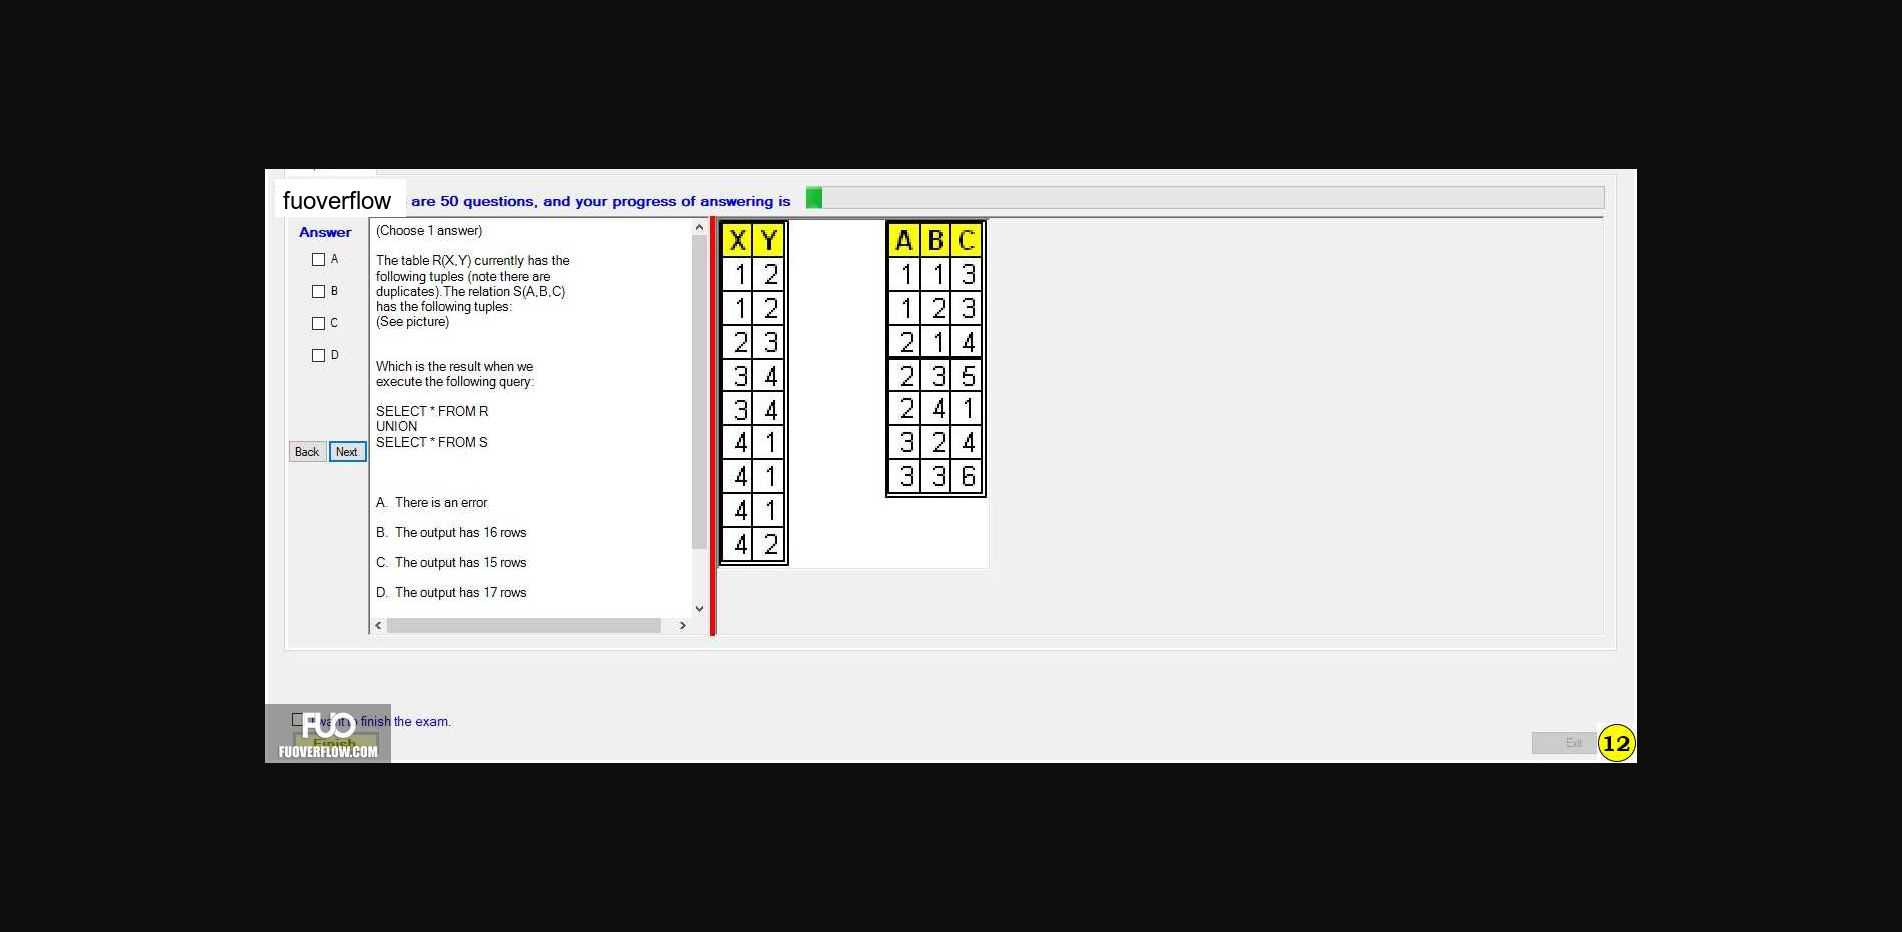 fuoverflow are 50 questions, and your progress of answering is
Answer
A
B
C
D
Back Next
(Choose 1 answer)
The table R(X,Y) currently has the
following tuples (note there are
duplicates).The relation S(A,B,C)
has the following tuples:
(See picture)
Which is the result when we
execute the following query:
SELECT * FROM R
UNION
SELECT * FROM S
A. There is an error
B. The output has 16 rows
C. The output has 15 rows
D. The output has 17 rows
X Y
1 2
1 2
2 3
3 4
3 4
4 1
4 1
4 1
4 2
A B C
1 1 3
1 2 3
2 1 4
2 3 5
2 4 1
3 2 4
3 3 6
I want to finish the exam.
Finish
FUO
FUOVERFLOW.COM
Exit
12